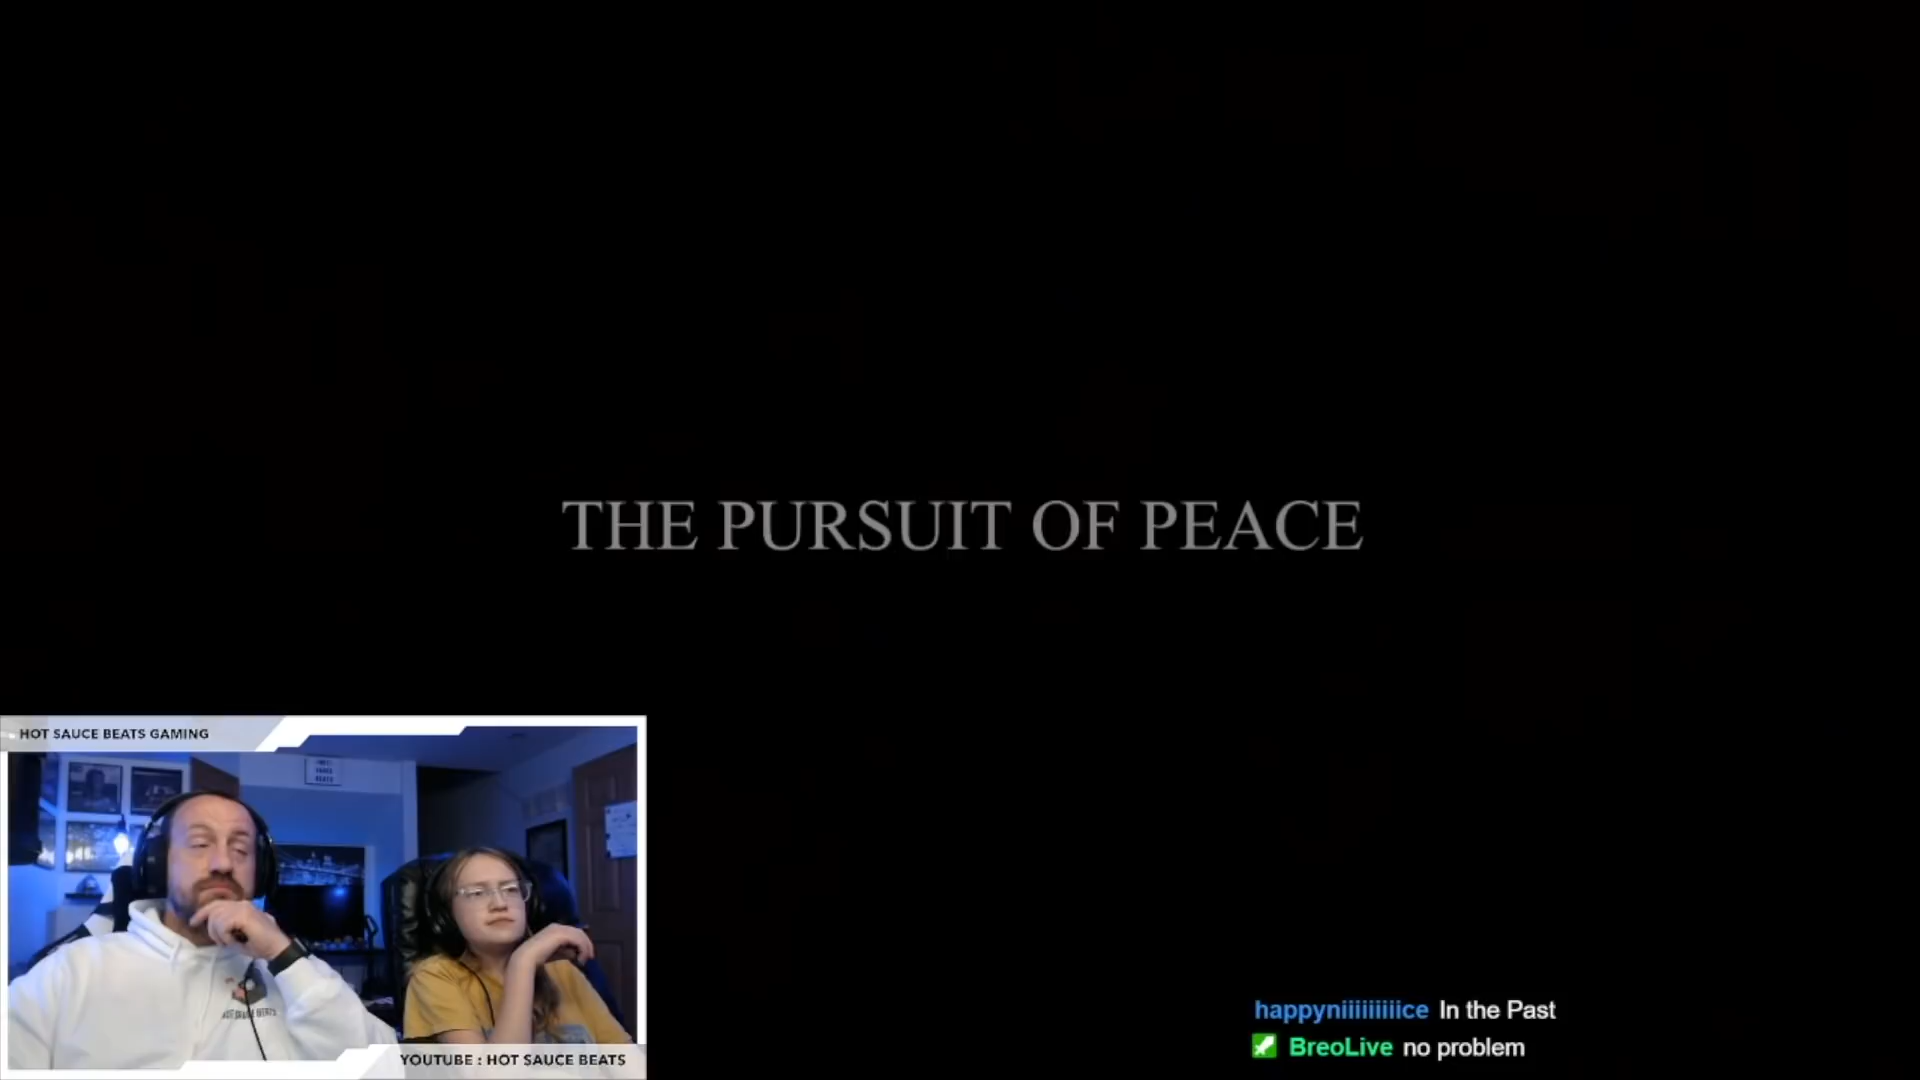 THE PURSUIT OF PEACE
HOT SAUCE BEATS GAMING
YOUTUBE : HOT SAUCE BEATS
happyniiiiiiiiice In the Past
BreoLive no problem